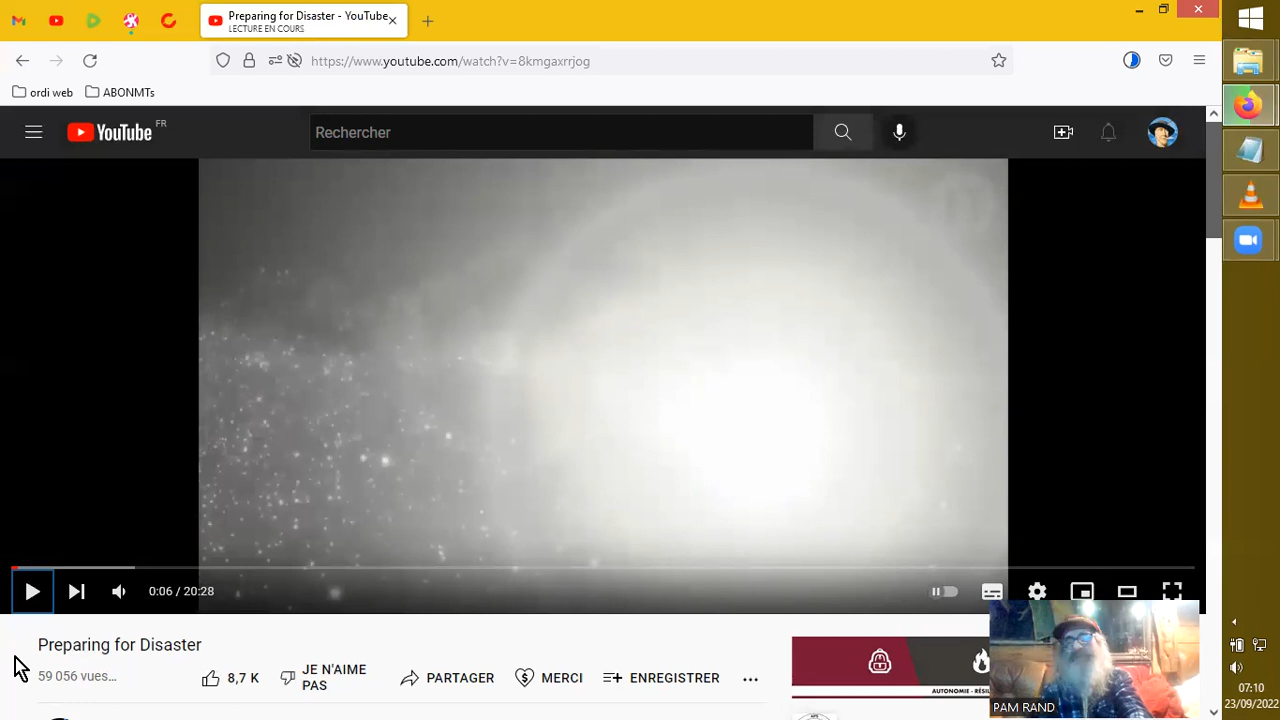 Preparing for Disaster - YouTube
LECTURE EN COURS
https://www.youtube.com/watch?v=8kmgaxrrjog
ordi web
ABONMTs
YouTube FR
Rechercher
0:06 / 20:28
Preparing for Disaster
59 056 vues...
8,7 K
JE N'AIME
PAS
PARTAGER
MERCI
ENREGISTRER
PAM RAND
07:10
23/09/2022